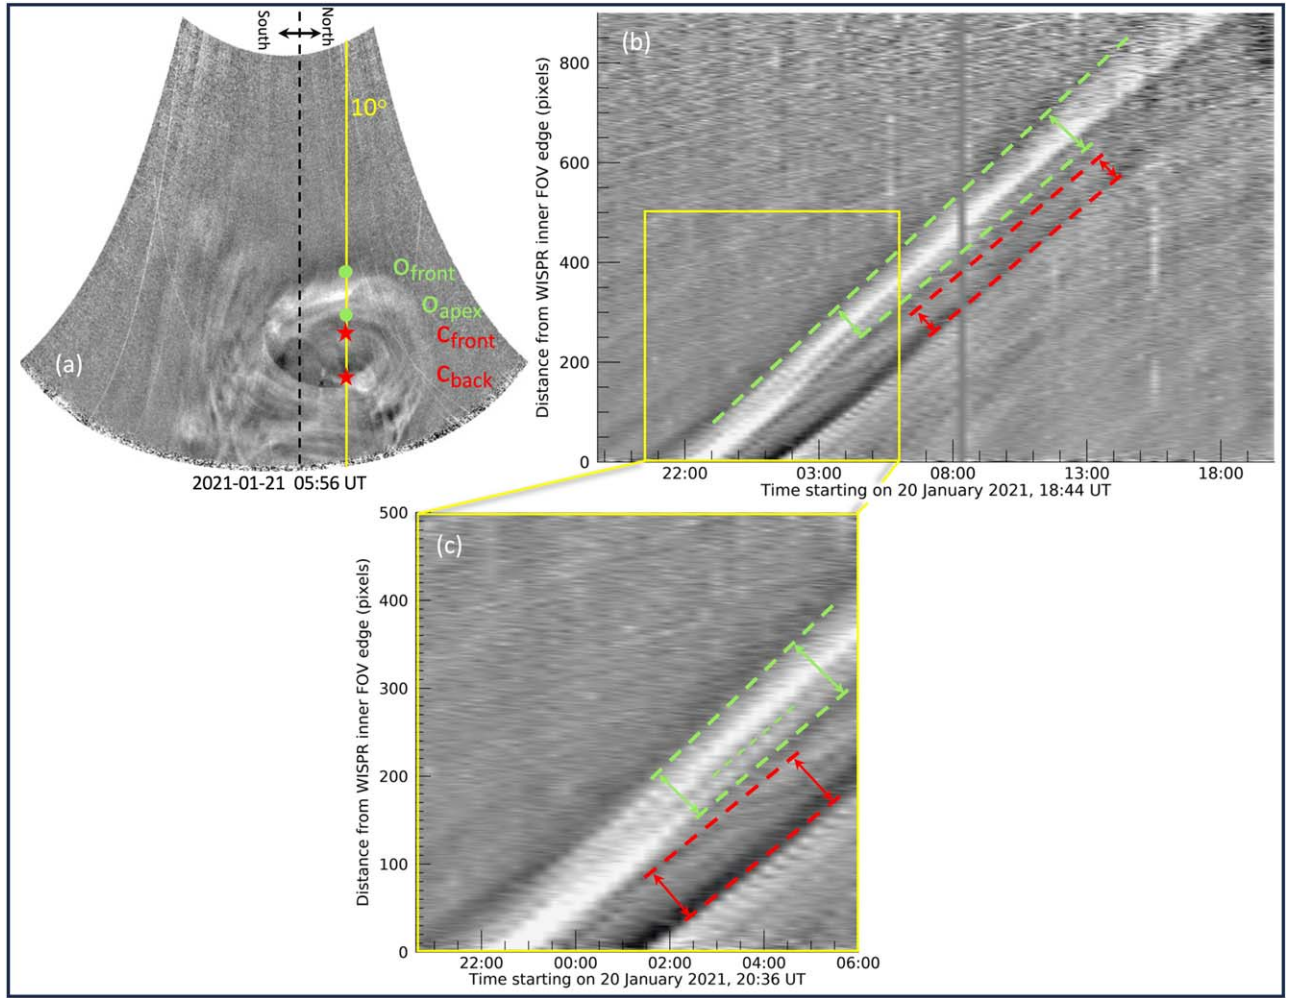 South
North
10°
O_front
O_apex
C_front
C_back
(a)
2021-01-21 05:56 UT
(b)
Distance from WISPR inner FOV edge (pixels)
800
600
400
200
0
22:00 03:00 08:00 13:00 18:00
Time starting on 20 January 2021, 18:44 UT
(c)
Distance from WISPR inner FOV edge (pixels)
500
400
300
200
100
0
22:00 00:00 02:00 04:00 06:00
Time starting on 20 January 2021, 20:36 UT